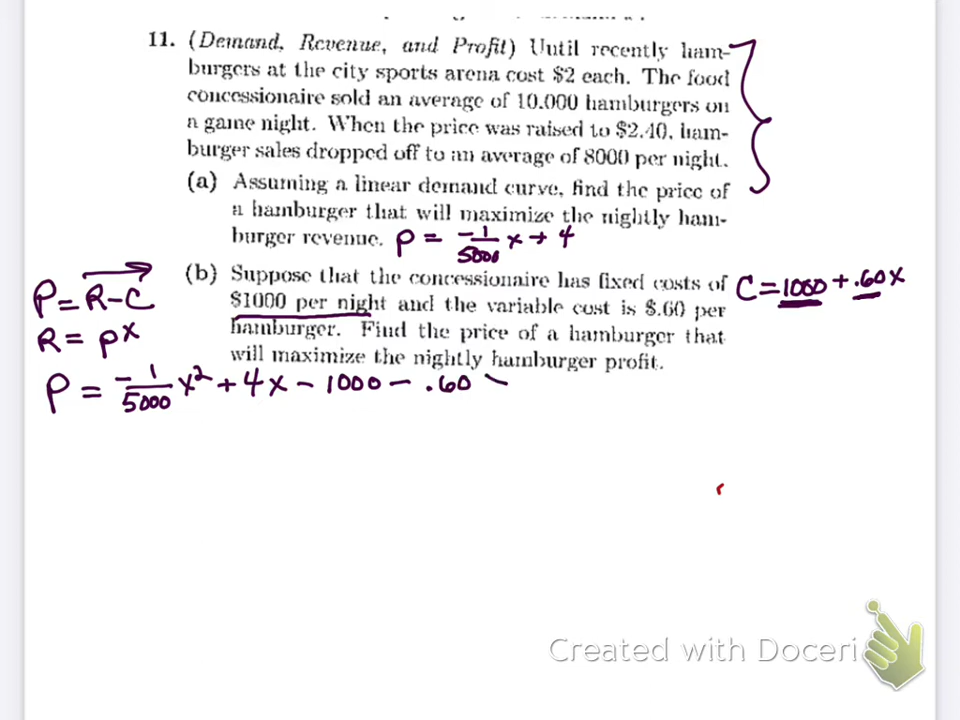 11. (Demand, Revenue, and Profit) Until recently ham-
burgers at the city sports arena cost $2 each. The food
concessionaire sold an average of 10,000 hamburgers on
a game night. When the price was raised to $2.40, ham-
burger sales dropped off to an average of 8000 per night.
(a) Assuming a linear demand curve, find the price of
a hamburger that will maximize the nightly ham-
burger revenue. p = -1/5000 x + 4
(b) Suppose that the concessionaire has fixed costs of
$1000 per night and the variable cost is $.60 per
hamburger. Find the price of a hamburger that
will maximize the nightly hamburger profit.
C = 1000 + .60x
P = R - C
R = px
P = -1/5000 x² + 4x - 1000 - .60
Created with Doceri